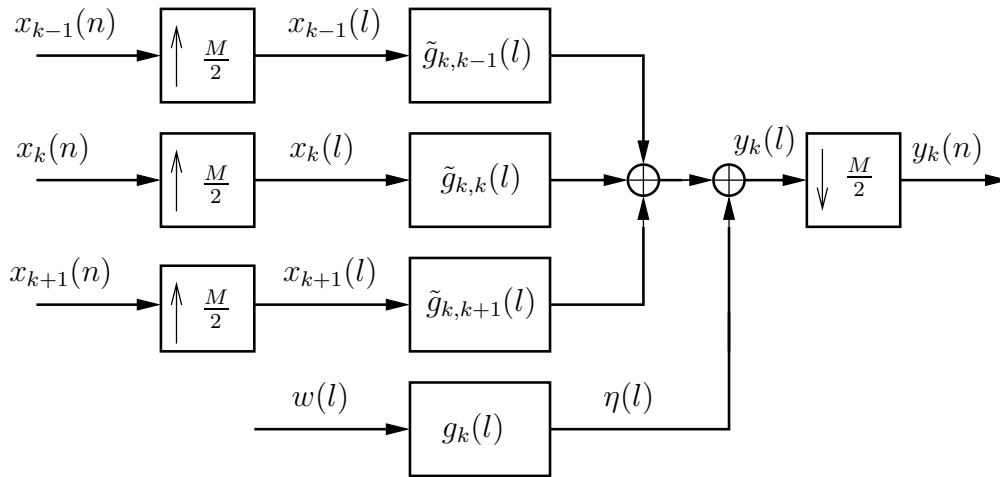 x_{k-1}(n) ↑ M/2 x_{k-1}(l) g̃_{k,k-1}(l)
x_k(n) ↑ M/2 x_k(l) g̃_{k,k}(l) y_k(l) ↓ M/2 y_k(n)
x_{k+1}(n) ↑ M/2 x_{k+1}(l) g̃_{k,k+1}(l)
w(l) g_k(l) η(l)